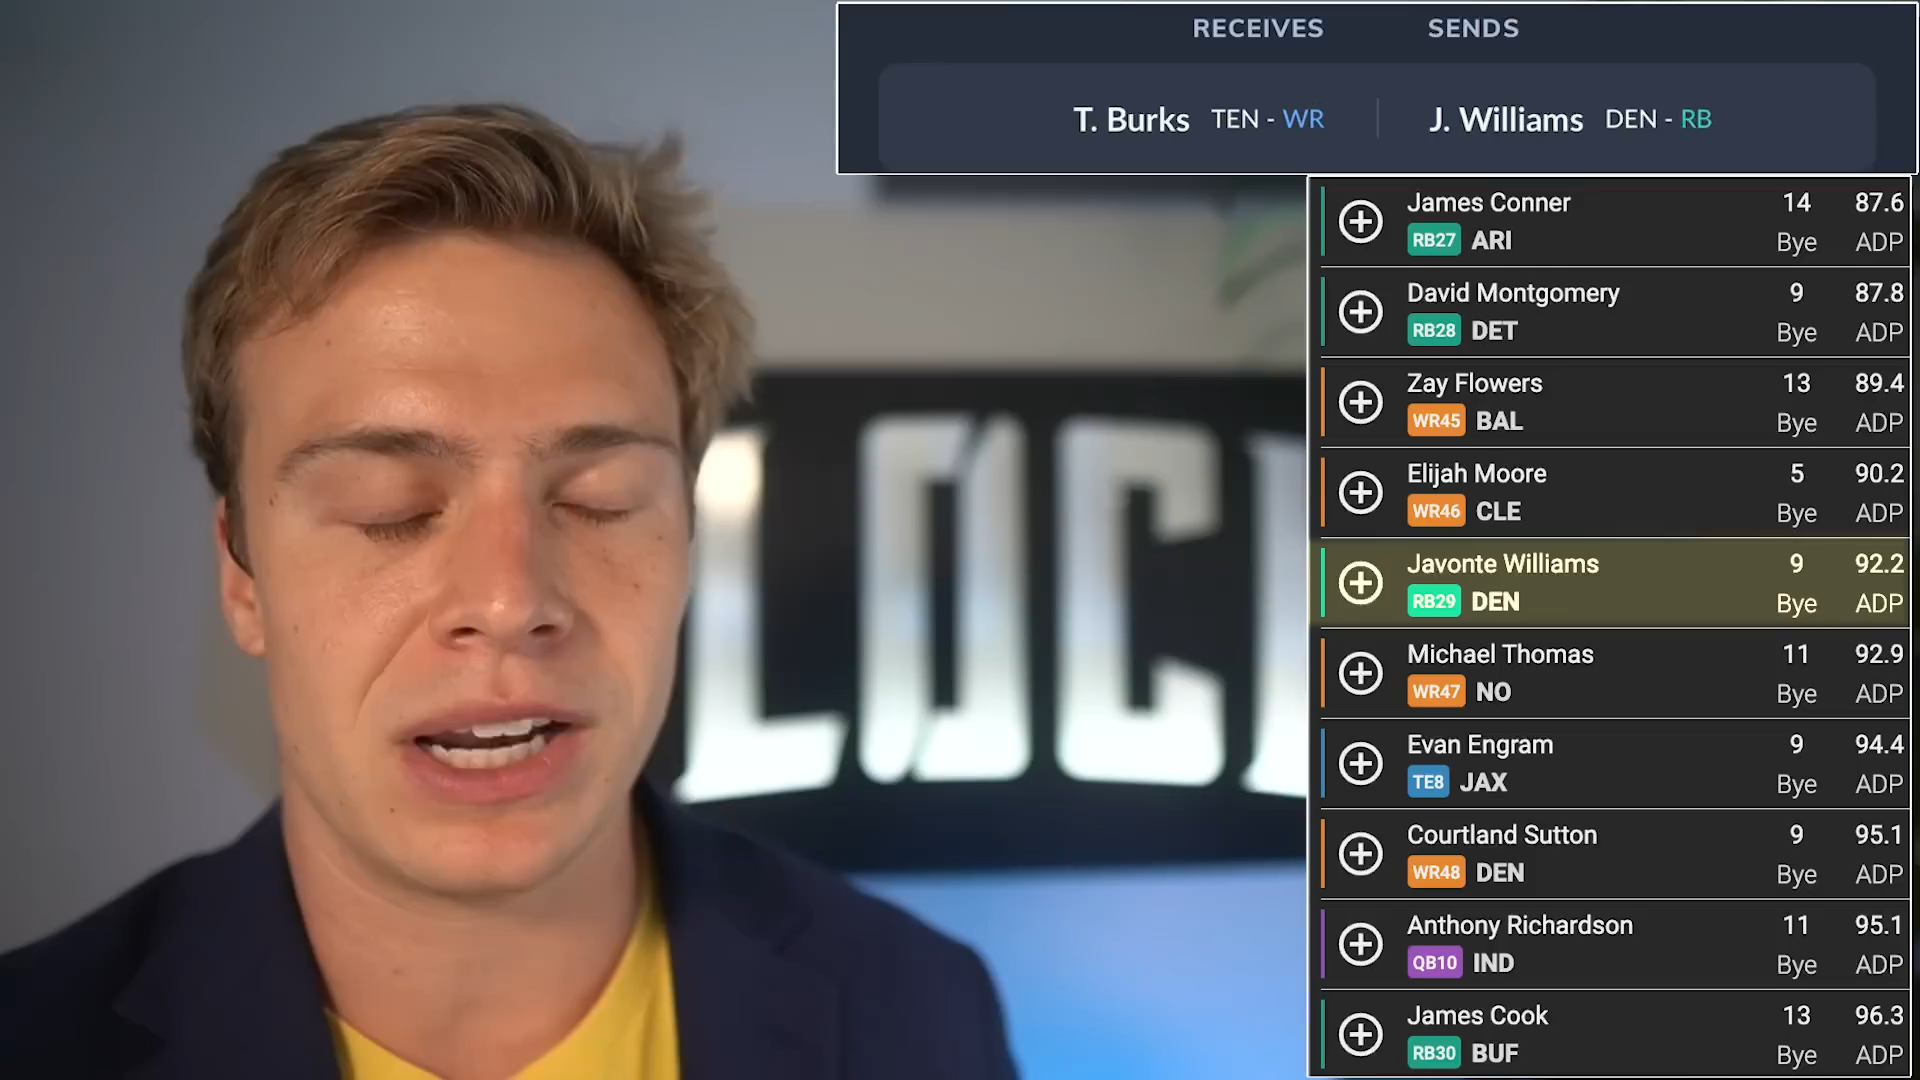 RECEIVES SENDS
T. Burks TEN - WR J. Williams DEN - RB
James Conner 14 87.6
RB27 ARI Bye ADP
David Montgomery 9 87.8
RB28 DET Bye ADP
Zay Flowers 13 89.4
WR45 BAL Bye ADP
Elijah Moore 5 90.2
WR46 CLE Bye ADP
Javonte Williams 9 92.2
RB29 DEN Bye ADP
Michael Thomas 11 92.9
WR47 NO Bye ADP
Evan Engram 9 94.4
TE8 JAX Bye ADP
Courtland Sutton 9 95.1
WR48 DEN Bye ADP
Anthony Richardson 11 95.1
QB10 IND Bye ADP
James Cook 13 96.3
RB30 BUF Bye ADP